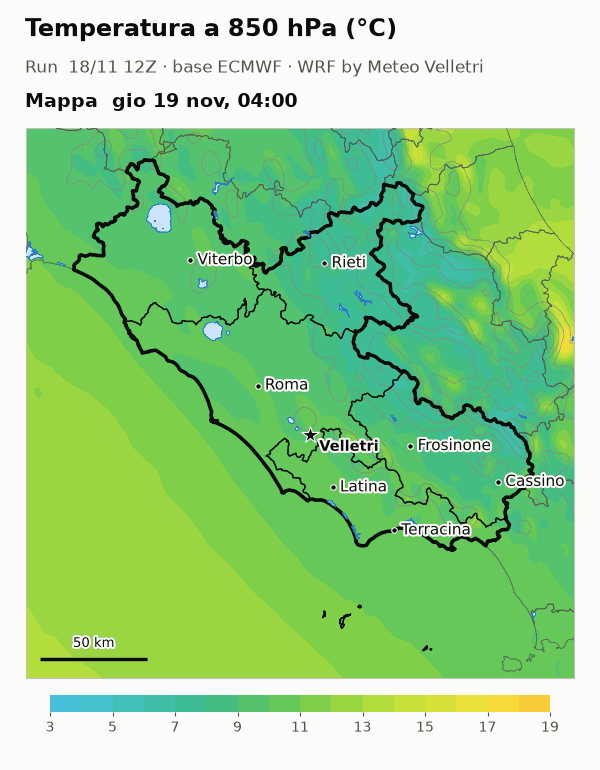 Temperatura a 850 hPa (°C)
Run  18/11 12Z · base ECMWF · WRF by Meteo Velletri
Mappa  gio 19 nov, 04:00
Viterbo
Rieti
Roma
Velletri
Frosinone
Latina
Cassino
Terracina
50 km
3 5 7 9 11 13 15 17 19